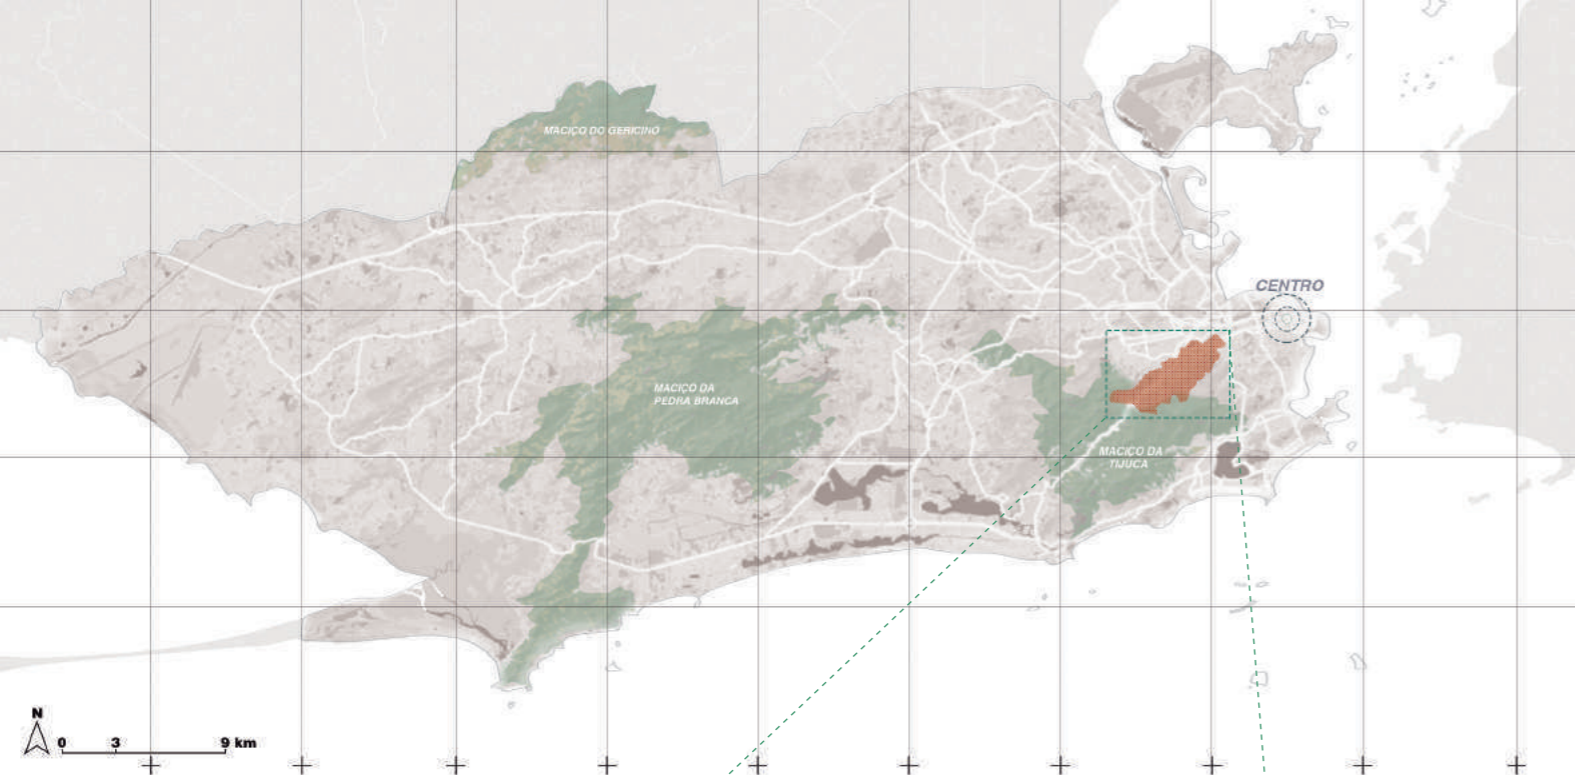 MACIÇO DO GERICINÓ
CENTRO
MACIÇO DA
PEDRA BRANCA
MACIÇO DA
TIJUCA
N
0 3 9 km